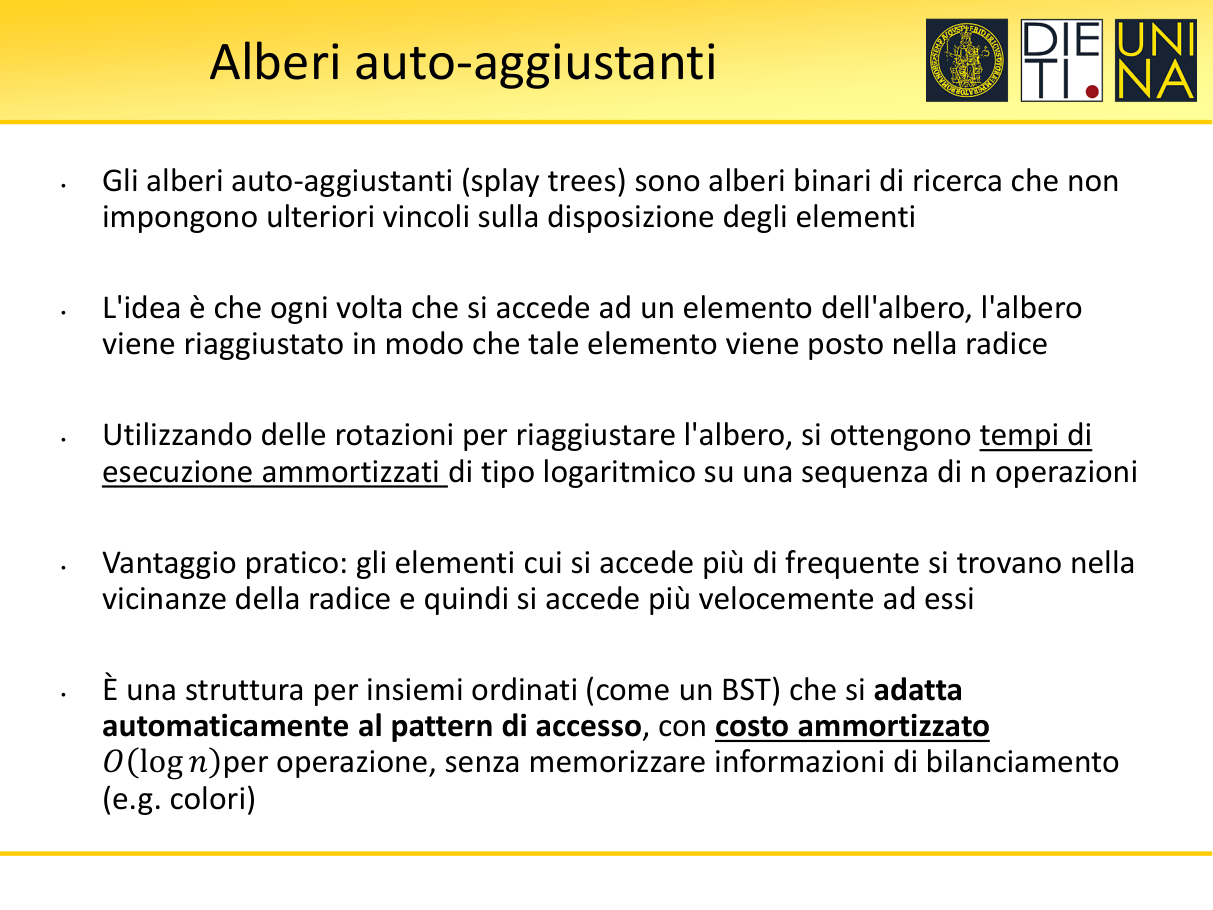 Alberi auto-aggiustanti
DIE
TI.
UNI
NA
• Gli alberi auto-aggiustanti (splay trees) sono alberi binari di ricerca che non
impongono ulteriori vincoli sulla disposizione degli elementi
• L'idea è che ogni volta che si accede ad un elemento dell'albero, l'albero
viene riaggiustato in modo che tale elemento viene posto nella radice
• Utilizzando delle rotazioni per riaggiustare l'albero, si ottengono tempi di
esecuzione ammortizzati di tipo logaritmico su una sequenza di n operazioni
• Vantaggio pratico: gli elementi cui si accede più di frequente si trovano nella
vicinanze della radice e quindi si accede più velocemente ad essi
• È una struttura per insiemi ordinati (come un BST) che si adatta
automaticamente al pattern di accesso, con costo ammortizzato
O(log n)per operazione, senza memorizzare informazioni di bilanciamento
(e.g. colori)